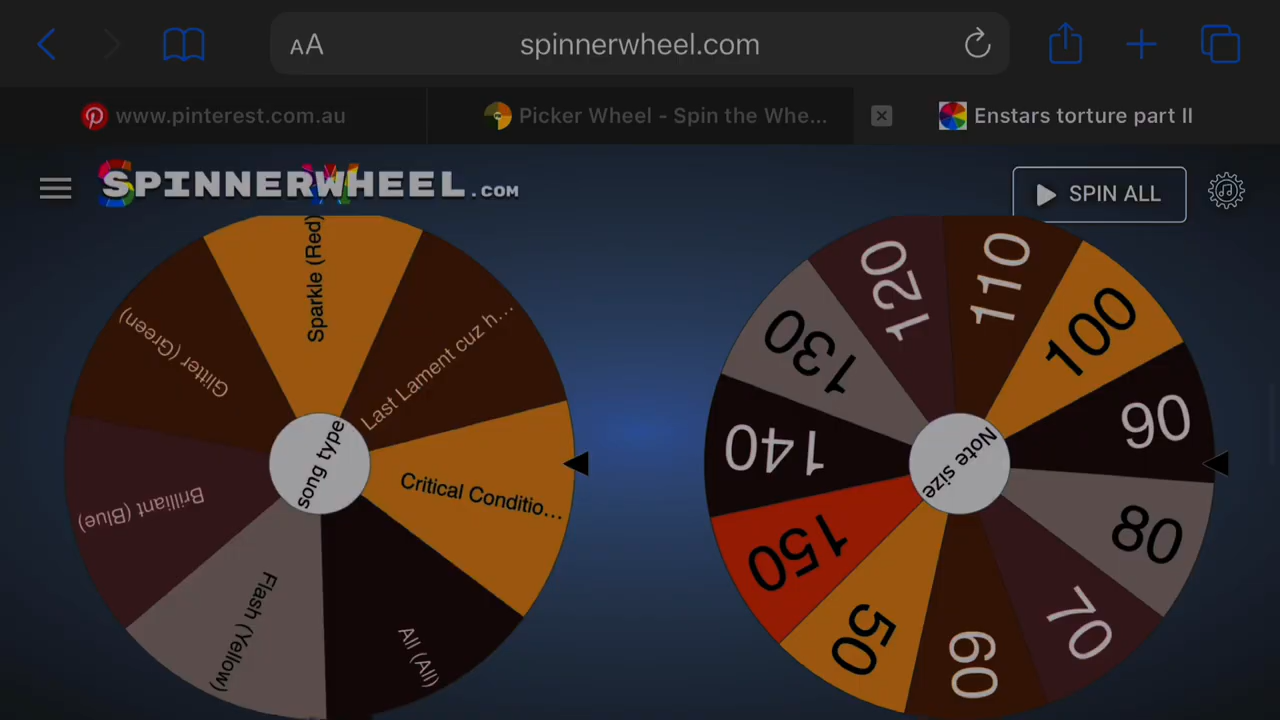 AA
spinnerwheel.com
www.pinterest.com.au
Picker Wheel - Spin the Whe...
Enstars torture part II
SPINNERWHEEL.COM
SPIN ALL
Sparkle (Red)
Last Lament cuz h...
Critical Conditio...
All (All)
Flash (Yellow)
Brilliant (Blue)
Glitter (Green)
song type
110
100
90
80
70
60
50
150
140
130
120
Note size